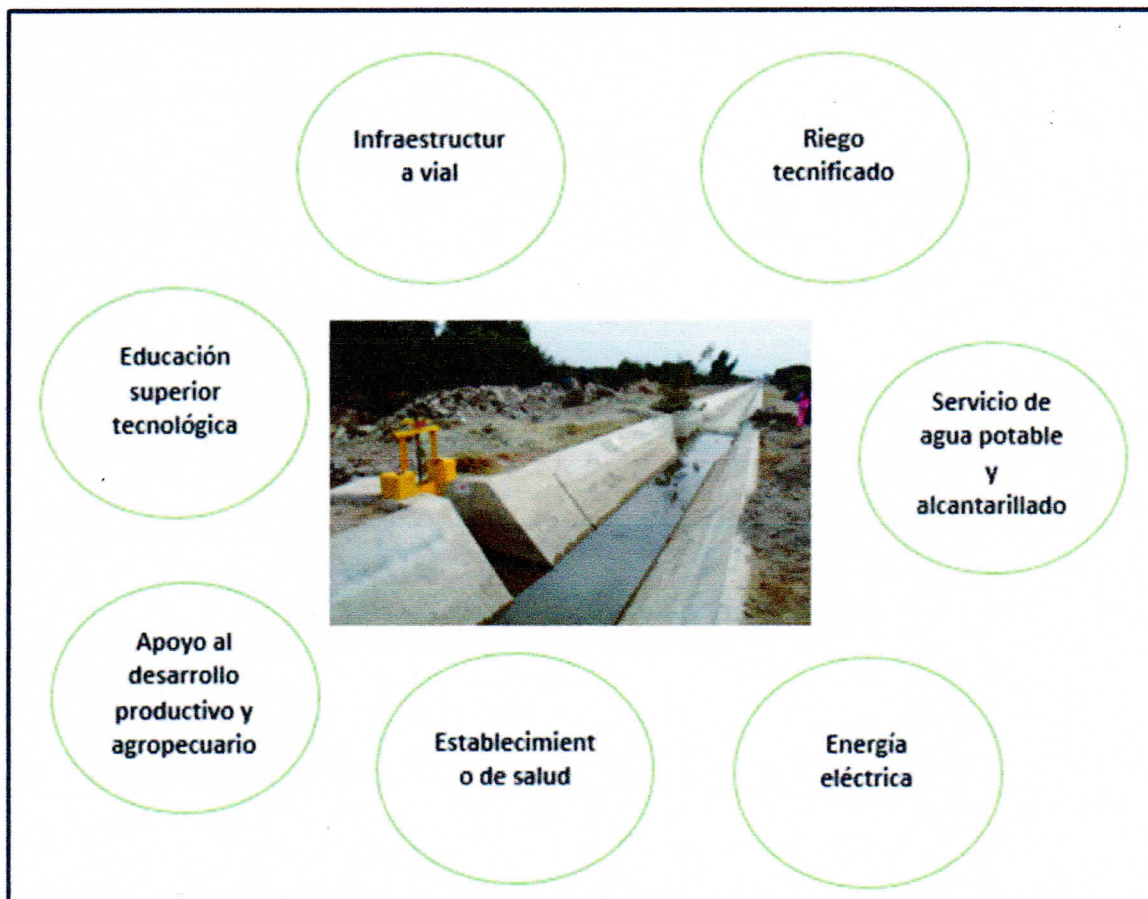 Infraestructur
a vial
Riego
tecnificado
Educación
superior
tecnológica
Servicio de
agua potable
y
alcantarillado
Apoyo al
desarrollo
productivo y
agropecuario
Establecimient
o de salud
Energía
eléctrica